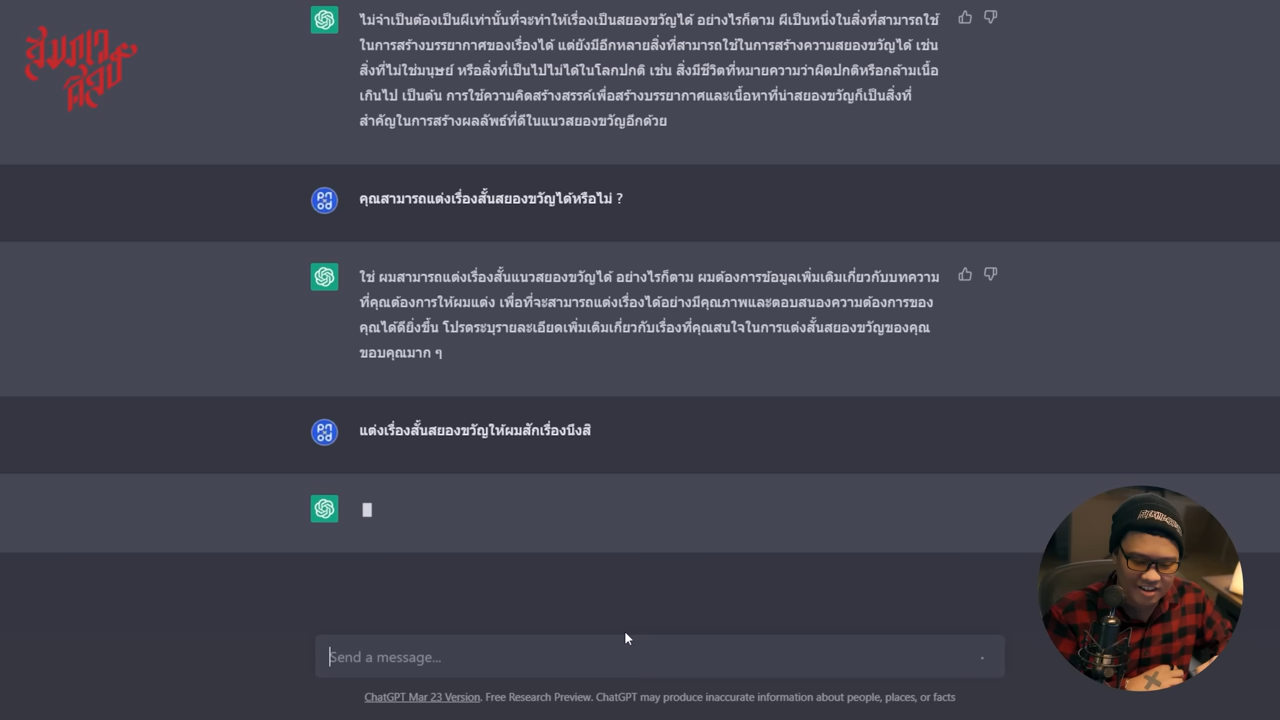 สัมภเวสีจูป
ไม่จำเป็นต้องเป็นผีเท่านั้นที่จะทำให้เรื่องเป็นสยองขวัญได้ อย่างไรก็ตาม ผีเป็นหนึ่งในสิ่งที่สามารถใช้
ในการสร้างบรรยากาศของเรื่องได้ แต่ยังมีอีกหลายสิ่งที่สามารถใช้ในการสร้างความสยองขวัญได้ เช่น
สิ่งที่ไม่ใช่มนุษย์ หรือสิ่งที่เป็นไปไม่ได้ในโลกปกติ เช่น สิ่งมีชีวิตที่หมายความว่าผิดปกติหรือกล้ามเนื้อ
เกินไป เป็นต้น การใช้ความคิดสร้างสรรค์เพื่อสร้างบรรยากาศและเนื้อหาที่น่าสยองขวัญก็เป็นสิ่งที่
สำคัญในการสร้างผลลัพธ์ที่ดีในแนวสยองขวัญอีกด้วย
คุณสามารถแต่งเรื่องสั้นสยองขวัญได้หรือไม่ ?
ใช่ ผมสามารถแต่งเรื่องสั้นแนวสยองขวัญได้ อย่างไรก็ตาม ผมต้องการข้อมูลเพิ่มเติมเกี่ยวกับบทความ
ที่คุณต้องการให้ผมแต่ง เพื่อที่จะสามารถแต่งเรื่องได้อย่างมีคุณภาพและตอบสนองความต้องการของ
คุณได้ดียิ่งขึ้น โปรดระบุรายละเอียดเพิ่มเติมเกี่ยวกับเรื่องที่คุณสนใจในการแต่งสั้นสยองขวัญของคุณ
ขอบคุณมาก ๆ
แต่งเรื่องสั้นสยองขวัญให้ผมสักเรื่องนึงสิ
Send a message...
ChatGPT Mar 23 Version. Free Research Preview. ChatGPT may produce inaccurate information about people, places, or facts